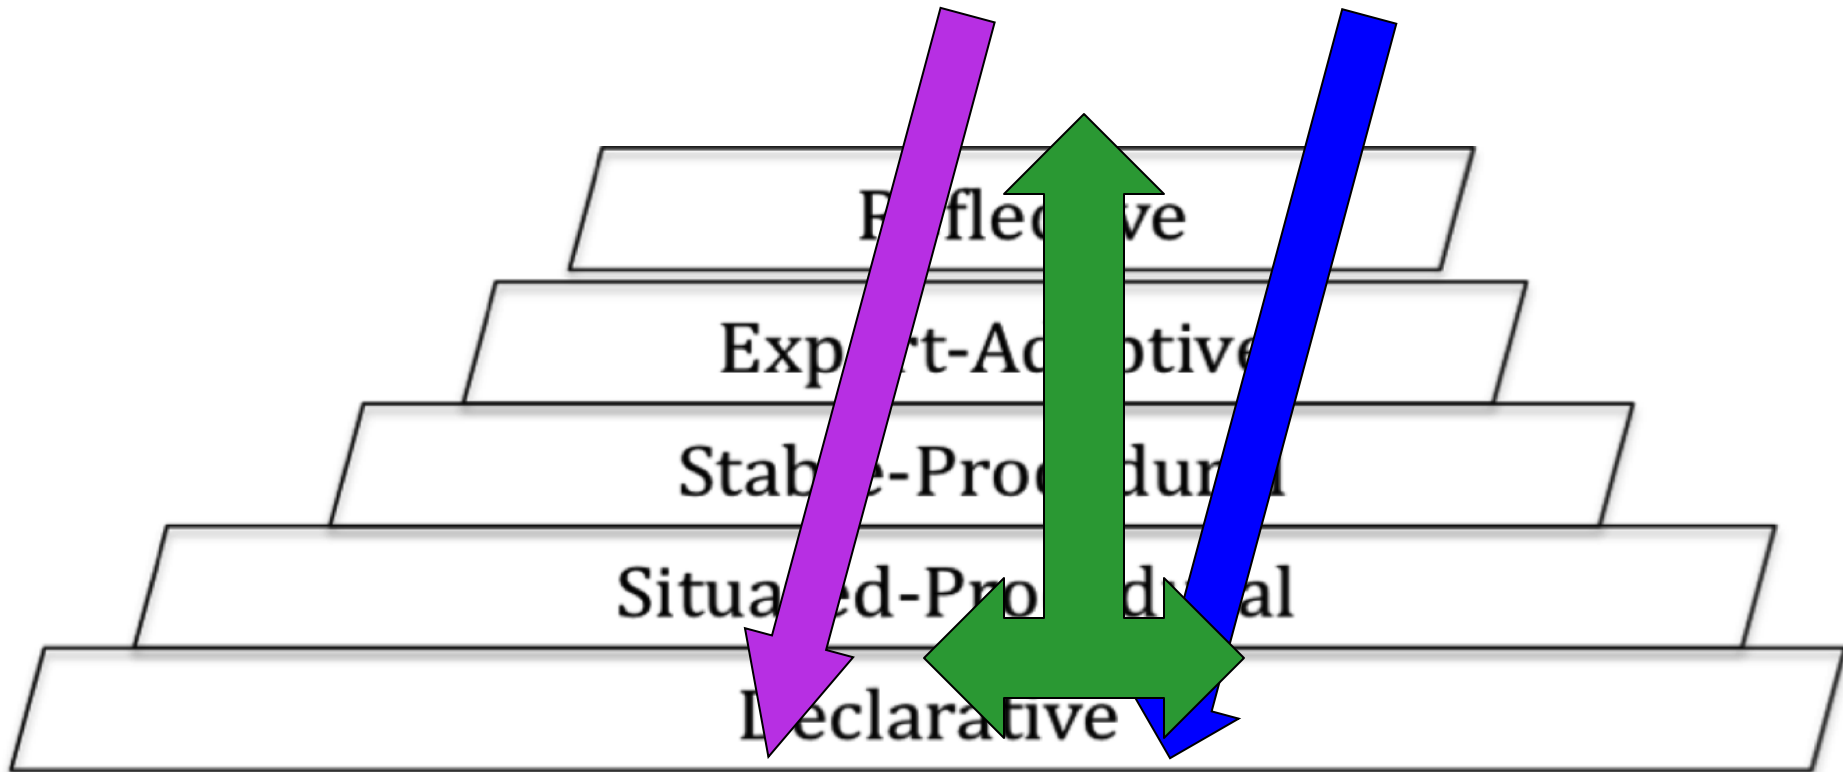 Reflective
Expert-Adaptive
Stable-Procedural
Situated-Procedural
Declarative